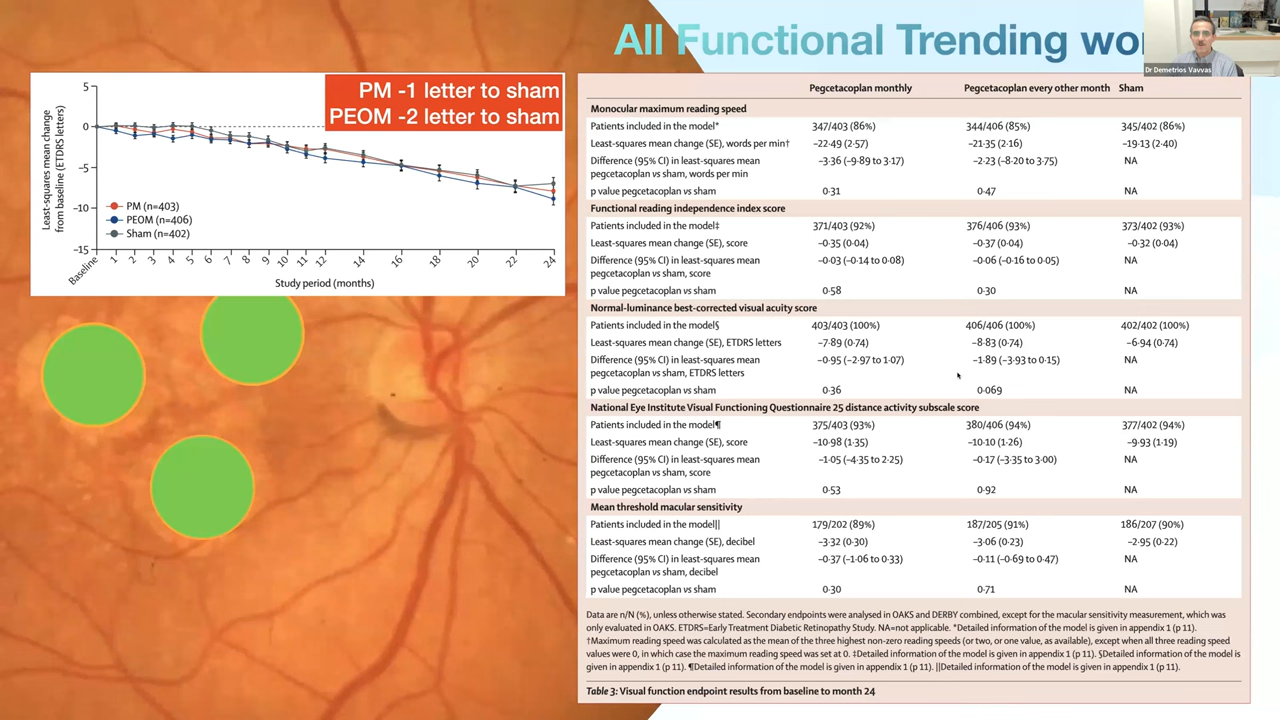 All Functional Trending wo
Dr Demetrios Vavvas
PM -1 letter to sham
PEOM -2 letter to sham
Least-squares mean change
from baseline (ETDRS letters)
5
0
−5
−10
−15
PM (n=403)
PEOM (n=406)
Sham (n=402)
Baseline 1 2 3 4 5 6 7 8 9 10 11 12 14 16 18 20 22 24
Study period (months)
Pegcetacoplan monthly Pegcetacoplan every other month Sham
Monocular maximum reading speed
Patients included in the model* 347/403 (86%) 344/406 (85%) 345/402 (86%)
Least-squares mean change (SE), words per min† −22·49 (2·57) −21·35 (2·16) −19·13 (2·40)
Difference (95% CI) in least-squares mean −3·36 (−9·89 to 3·17) −2·23 (−8·20 to 3·75) NA
pegcetacoplan vs sham, words per min
p value pegcetacoplan vs sham 0·31 0·47 NA
Functional reading independence index score
Patients included in the model‡ 371/403 (92%) 376/406 (93%) 373/402 (93%)
Least-squares mean change (SE), score −0·35 (0·04) −0·37 (0·04) −0·32 (0·04)
Difference (95% CI) in least-squares mean −0·03 (−0·14 to 0·08) −0·06 (−0·16 to 0·05) NA
pegcetacoplan vs sham, score
p value pegcetacoplan vs sham 0·58 0·30 NA
Normal-luminance best-corrected visual acuity score
Patients included in the model§ 403/403 (100%) 406/406 (100%) 402/402 (100%)
Least-squares mean change (SE), ETDRS letters −7·89 (0·74) −8·83 (0·74) −6·94 (0·74)
Difference (95% CI) in least-squares mean −0·95 (−2·97 to 1·07) −1·89 (−3·93 to 0·15) NA
pegcetacoplan vs sham, ETDRS letters
p value pegcetacoplan vs sham 0·36 0·069 NA
National Eye Institute Visual Functioning Questionnaire 25 distance activity subscale score
Patients included in the model¶ 375/403 (93%) 380/406 (94%) 377/402 (94%)
Least-squares mean change (SE), score −10·98 (1·35) −10·10 (1·26) −9·93 (1·19)
Difference (95% CI) in least-squares mean −1·05 (−4·35 to 2·25) −0·17 (−3·35 to 3·00) NA
pegcetacoplan vs sham, score
p value pegcetacoplan vs sham 0·53 0·92 NA
Mean threshold macular sensitivity
Patients included in the model|| 179/202 (89%) 187/205 (91%) 186/207 (90%)
Least-squares mean change (SE), decibel −3·32 (0·30) −3·06 (0·23) −2·95 (0·22)
Difference (95% CI) in least-squares mean −0·37 (−1·06 to 0·33) −0·11 (−0·69 to 0·47) NA
pegcetacoplan vs sham, decibel
p value pegcetacoplan vs sham 0·30 0·71 NA
Data are n/N (%), unless otherwise stated. Secondary endpoints were analysed in OAKS and DERBY combined, except for the macular sensitivity measurement, which was
only evaluated in OAKS. ETDRS=Early Treatment Diabetic Retinopathy Study. NA=not applicable. *Detailed information of the model is given in appendix 1 (p 11).
†Maximum reading speed was calculated as the mean of the three highest non-zero reading speeds (or two, or one value, as available), except when all three reading speed
values were 0, in which case the maximum reading speed was set at 0. ‡Detailed information of the model is given in appendix 1 (p 11). §Detailed information of the model is
given in appendix 1 (p 11). ¶Detailed information of the model is given in appendix 1 (p 11). ||Detailed information of the model is given in appendix 1 (p 11).
Table 3: Visual function endpoint results from baseline to month 24